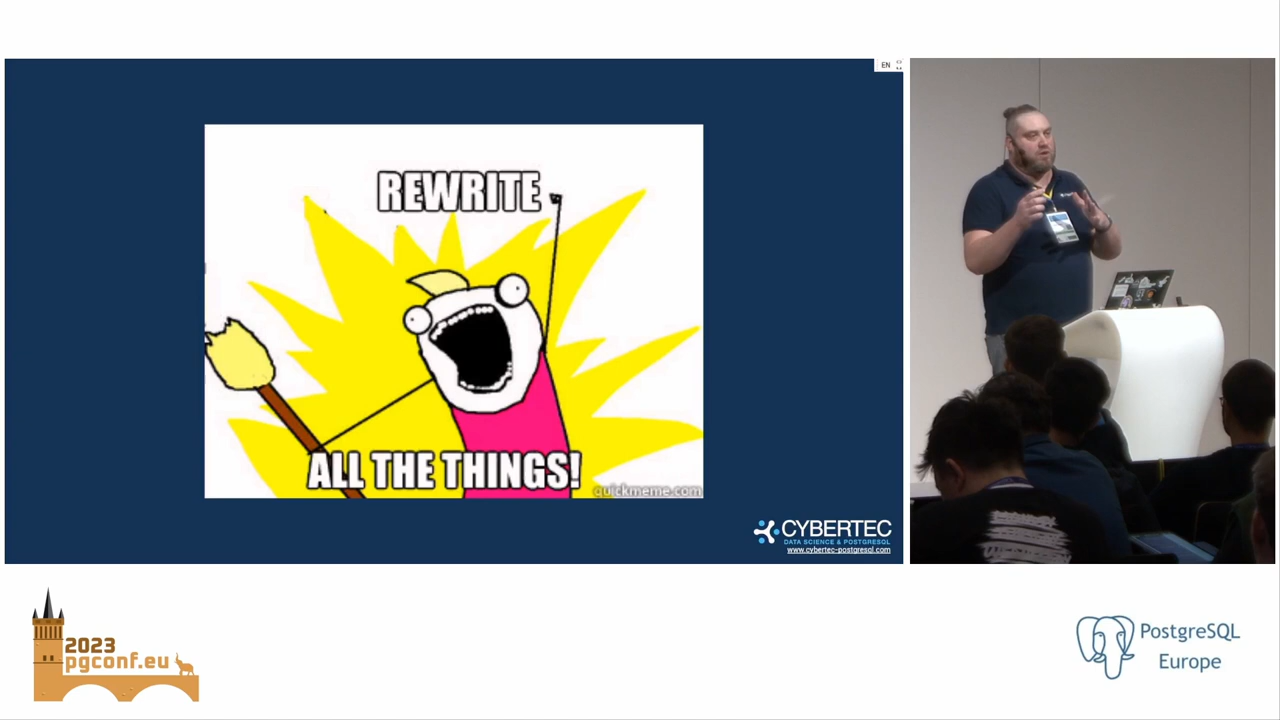 EN
REWRITE
ALL THE THINGS!
quickmeme.com
CYBERTEC
DATA SCIENCE & POSTGRESQL
www.cybertec-postgresql.com
2023
pgconf.eu
PostgreSQL
Europe